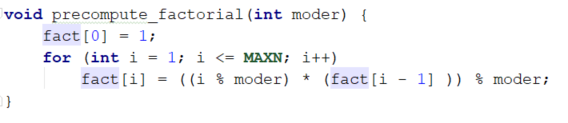 void precompute_factorial(int moder) {
    fact[0] = 1;
    for (int i = 1; i <= MAXN; i++)
        fact[i] = ((i % moder) * (fact[i - 1] )) % moder;
}